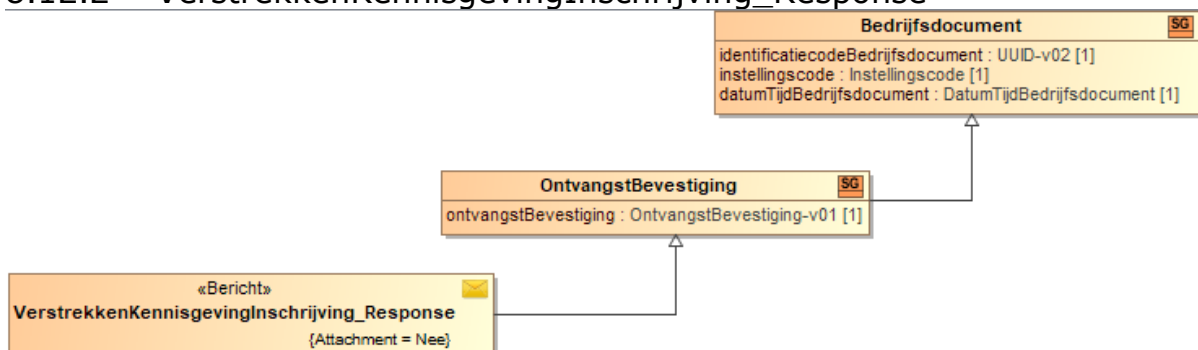 VerstrekkenKennisgevingInschrijving_Response
Bedrijfsdocument
SG
identificatiecodeBedrijfsdocument : UUID-v02 [1]
instellingscode : Instellingscode [1]
datumTijdBedrijfsdocument : DatumTijdBedrijfsdocument [1]
OntvangstBevestiging
SG
ontvangstBevestiging : OntvangstBevestiging-v01 [1]
«Bericht»
VerstrekkenKennisgevingInschrijving_Response
{Attachment = Nee}